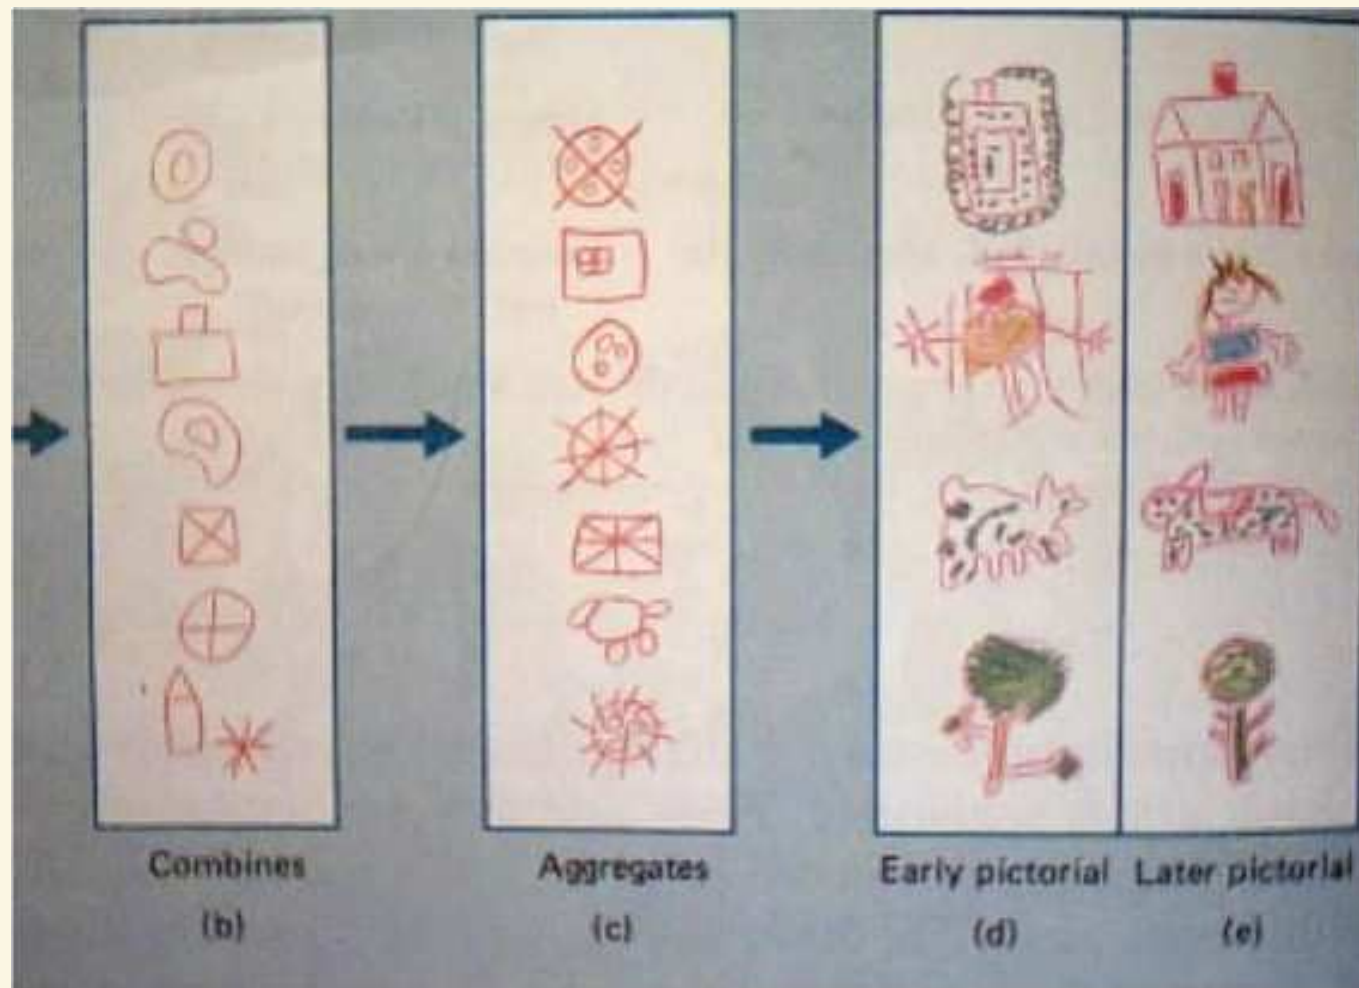 Combines
(b)
Aggregates
(c)
Early pictorial
(d)
Later pictorial
(e)